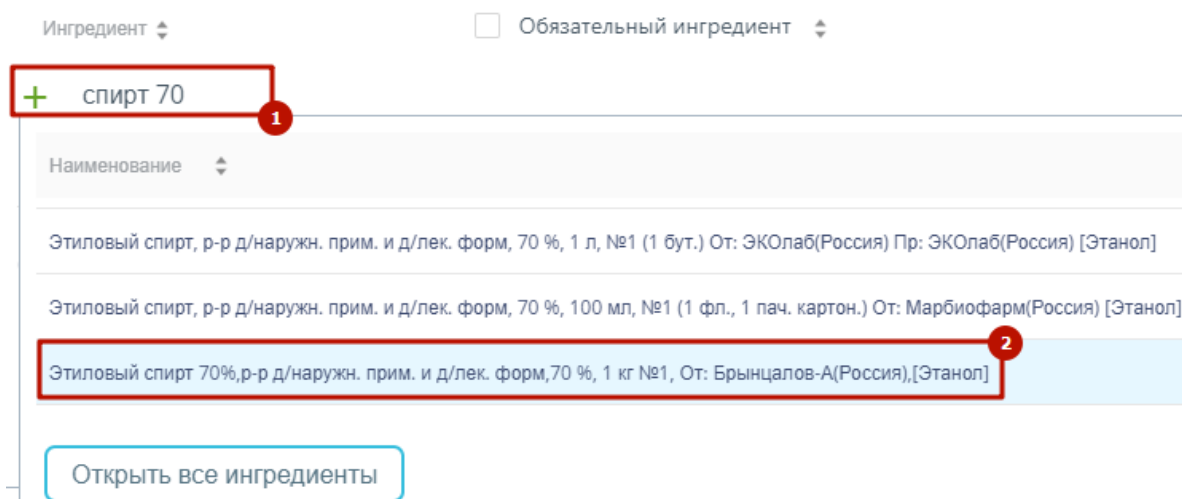 Ингредиент Обязательный ингредиент
+ спирт 70
1
Наименование
Этиловый спирт, р-р д/наружн. прим. и д/лек. форм, 70 %, 1 л, №1 (1 бут.) От: ЭКОлаб(Россия) Пр: ЭКОлаб(Россия) [Этанол]
Этиловый спирт, р-р д/наружн. прим. и д/лек. форм, 70 %, 100 мл, №1 (1 фл., 1 пач. картон.) От: Марбиофарм(Россия) [Этанол]
2
Этиловый спирт 70%,р-р д/наружн. прим. и д/лек. форм,70 %, 1 кг №1, От: Брынцалов-А(Россия),[Этанол]
Открыть все ингредиенты